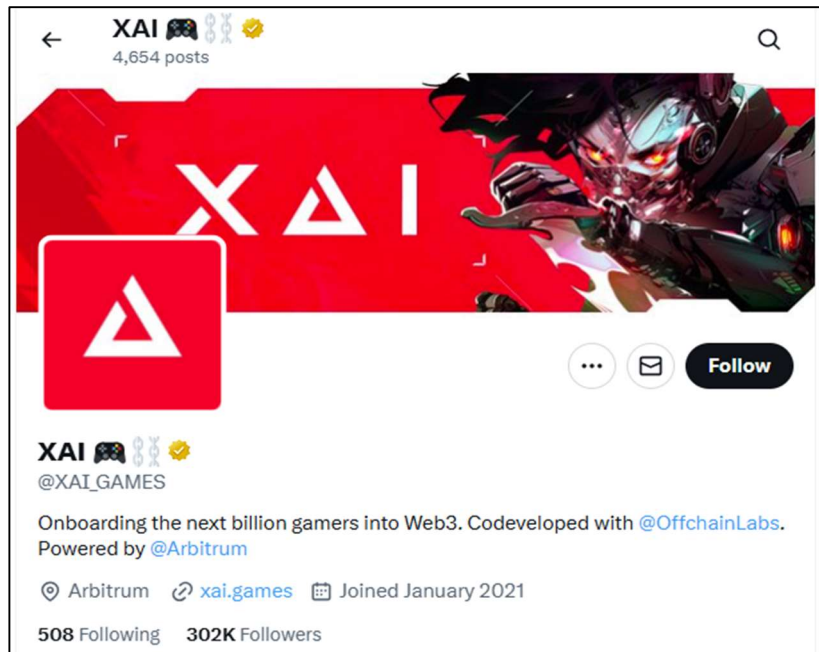 XAI 🎮⛓️⛓️
4,654 posts
XAI
XAI 🎮⛓️⛓️
@XAI_GAMES
Follow
Onboarding the next billion gamers into Web3. Codeveloped with @OffchainLabs.
Powered by @Arbitrum
Arbitrum xai.games Joined January 2021
508 Following 302K Followers